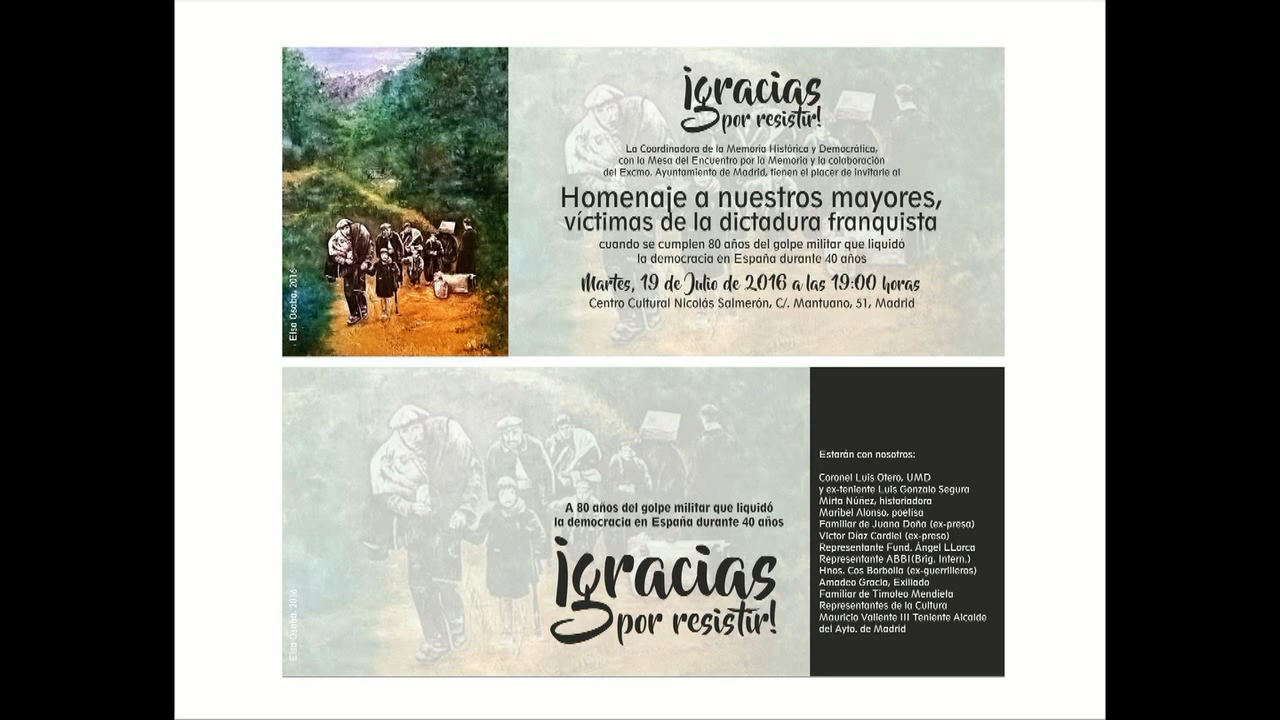 ¡gracias
por resistir!
La Coordinadora de la Memoria Histórica y Democrática,
con la Mesa del Encuentro por la Memoria y la colaboración
del Excmo. Ayuntamiento de Madrid, tienen el placer de invitarle al
Homenaje a nuestros mayores,
víctimas de la dictadura franquista
cuando se cumplen 80 años del golpe militar que liquidó
la democracia en España durante 40 años
Martes, 19 de Julio de 2016 a las 19:00 horas
Centro Cultural Nicolás Salmerón, C/. Mantuano, 51, Madrid
Elsa Osaba, 2016
A 80 años del golpe militar que liquidó
la democracia en España durante 40 años
¡gracias
por resistir!
Elsa Osaba, 2016
Estarán con nosotros:
Coronel Luis Otero, UMD
y ex-teniente Luis Gonzalo Segura
Mirta Núñez, historiadora
Maribel Alonso, poetisa
Familiar de Juana Doña (ex-presa)
Víctor Díaz Cardiel (ex-preso)
Representante Fund. Ángel LLorca
Representante ABBI(Brig. Intern.)
Hnos. Cos Borbolla (ex-guerrilleros)
Amadeo Gracia, Exiliado
Familiar de Timoteo Mendieta
Representantes de la Cultura
Mauricio Valiente III Teniente Alcalde
del Ayto. de Madrid